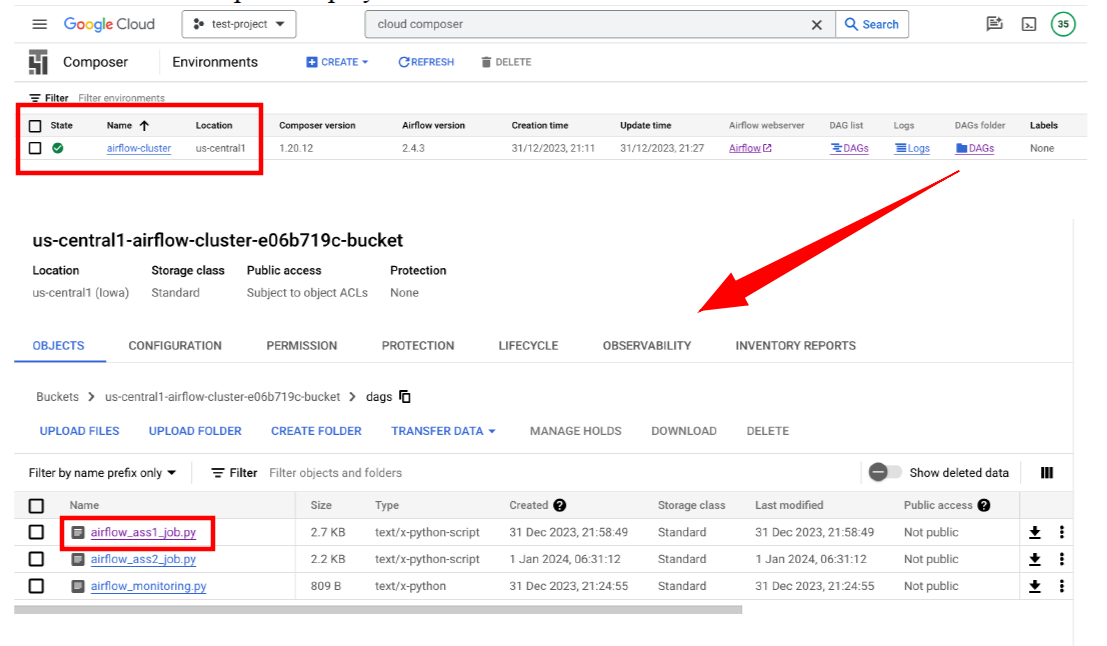 Google Cloud test-project cloud composer Search 35
Composer Environments CREATE REFRESH DELETE
Filter Filter environments
State Name Location Composer version Airflow version Creation time Update time Airflow webserver DAG list Logs DAGs folder Labels
airflow-cluster us-central1 1.20.12 2.4.3 31/12/2023, 21:11 31/12/2023, 21:27 Airflow DAGs Logs DAGs None
us-central1-airflow-cluster-e06b719c-bucket
Location Storage class Public access Protection
us-central1 (Iowa) Standard Subject to object ACLs None
OBJECTS CONFIGURATION PERMISSION PROTECTION LIFECYCLE OBSERVABILITY INVENTORY REPORTS
Buckets > us-central1-airflow-cluster-e06b719c-bucket > dags
UPLOAD FILES UPLOAD FOLDER CREATE FOLDER TRANSFER DATA MANAGE HOLDS DOWNLOAD DELETE
Filter by name prefix only Filter Filter objects and folders Show deleted data
Name Size Type Created Storage class Last modified Public access
airflow_ass1_job.py 2.7 KB text/x-python-script 31 Dec 2023, 21:58:49 Standard 31 Dec 2023, 21:58:49 Not public
airflow_ass2_job.py 2.2 KB text/x-python-script 1 Jan 2024, 06:31:12 Standard 1 Jan 2024, 06:31:12 Not public
airflow_monitoring.py 809 B text/x-python 31 Dec 2023, 21:24:55 Standard 31 Dec 2023, 21:24:55 Not public